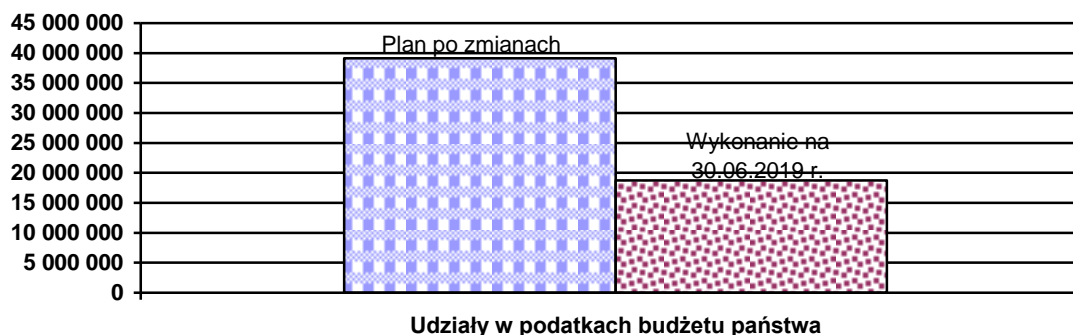 45 000 000
40 000 000
35 000 000
30 000 000
25 000 000
20 000 000
15 000 000
10 000 000
5 000 000
0
Plan po zmianach
Wykonanie na
30.06.2019 r.
Udziały w podatkach budżetu państwa